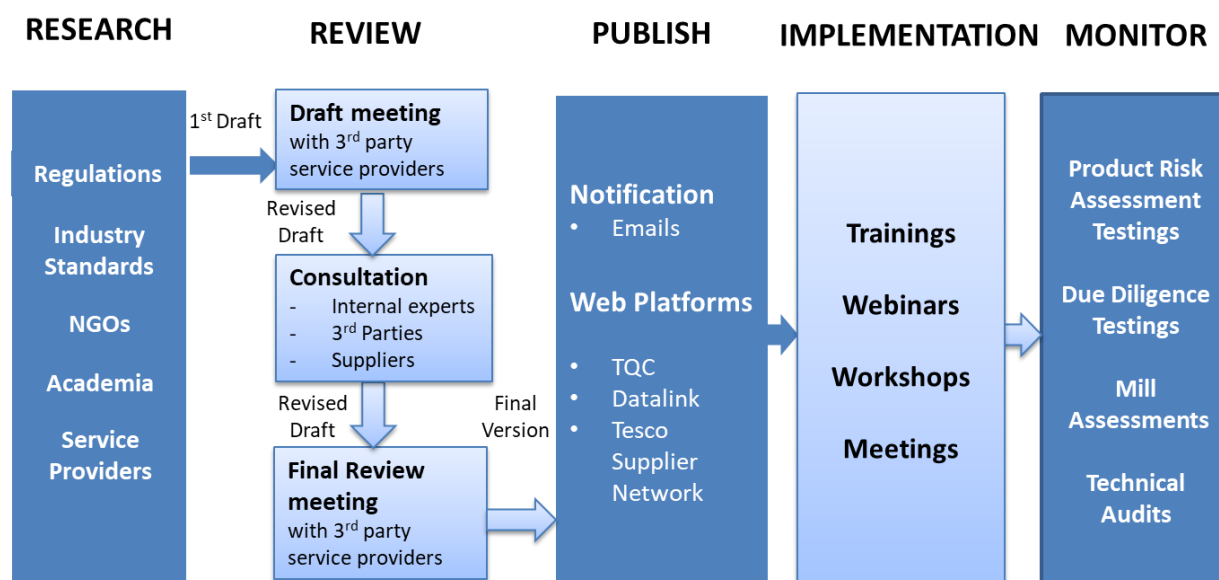 RESEARCH
REVIEW
PUBLISH
IMPLEMENTATION
MONITOR
Regulations
Industry
Standards
NGOs
Academia
Service
Providers
1st Draft
Draft meeting
with 3rd party
service providers
Revised
Draft
Consultation
- Internal experts
- 3rd Parties
- Suppliers
Revised
Draft
Final Review
meeting
with 3rd party
service providers
Final
Version
Notification
• Emails
Web Platforms
• TQC
• Datalink
• Tesco
Supplier
Network
Trainings
Webinars
Workshops
Meetings
Product Risk
Assessment
Testings
Due Diligence
Testings
Mill
Assessments
Technical
Audits